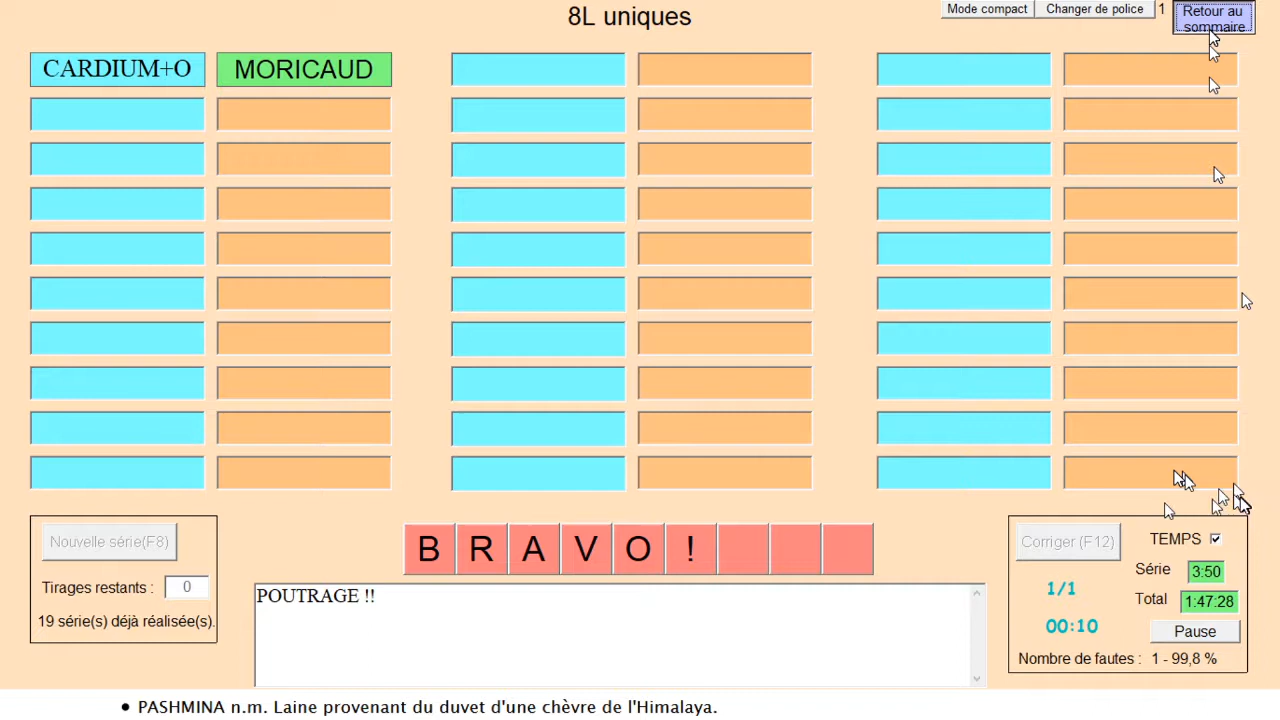 8L uniques
Mode compact
Changer de police
1
Retour au
sommaire
CARDIUM+O
MORICAUD
Nouvelle série(F8)
Tirages restants :
0
19 série(s) déjà réalisée(s).
B R A V O !
POUTRAGE !!
Corriger (F12)
TEMPS
1/1
Série
3:50
Total
1:47:28
00:10
Pause
Nombre de fautes : 1 - 99,8 %
• PASHMINA n.m. Laine provenant du duvet d'une chèvre de l'Himalaya.